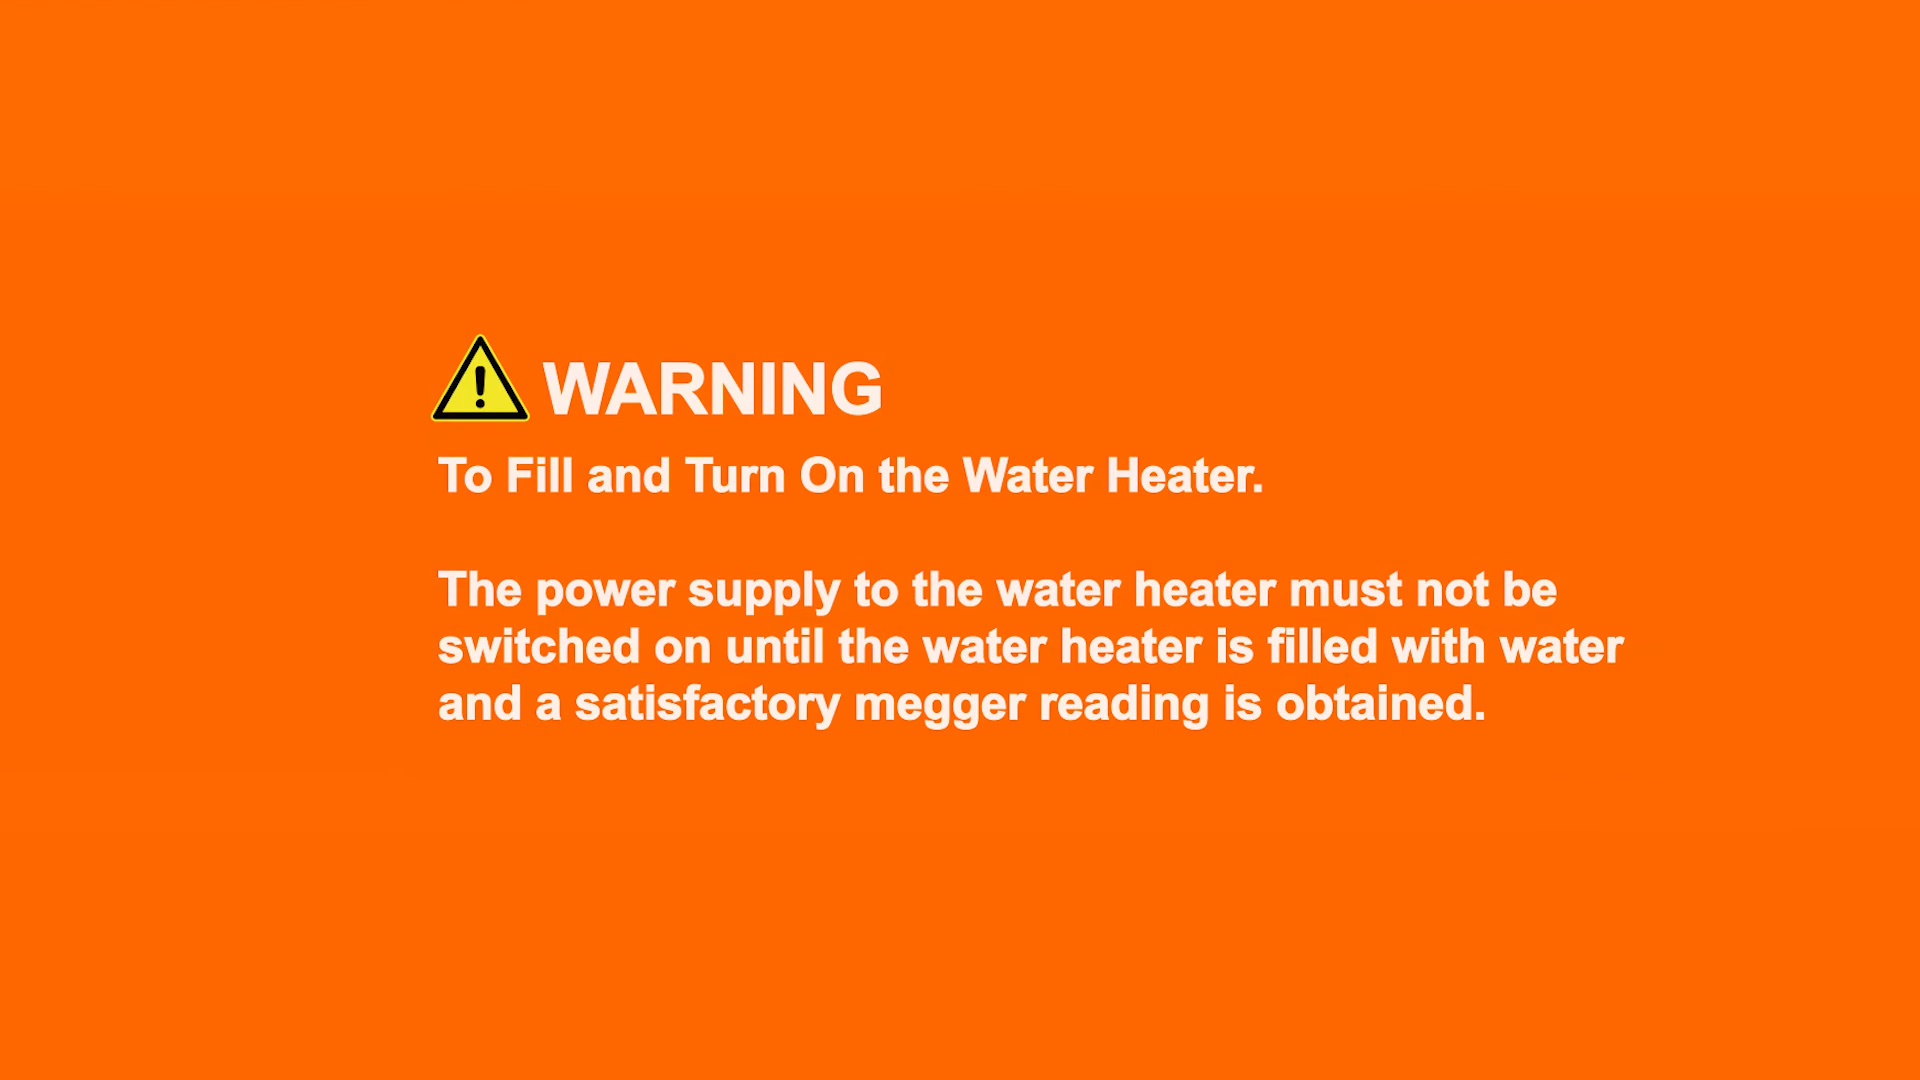 WARNING
To Fill and Turn On the Water Heater.
The power supply to the water heater must not be
switched on until the water heater is filled with water
and a satisfactory megger reading is obtained.